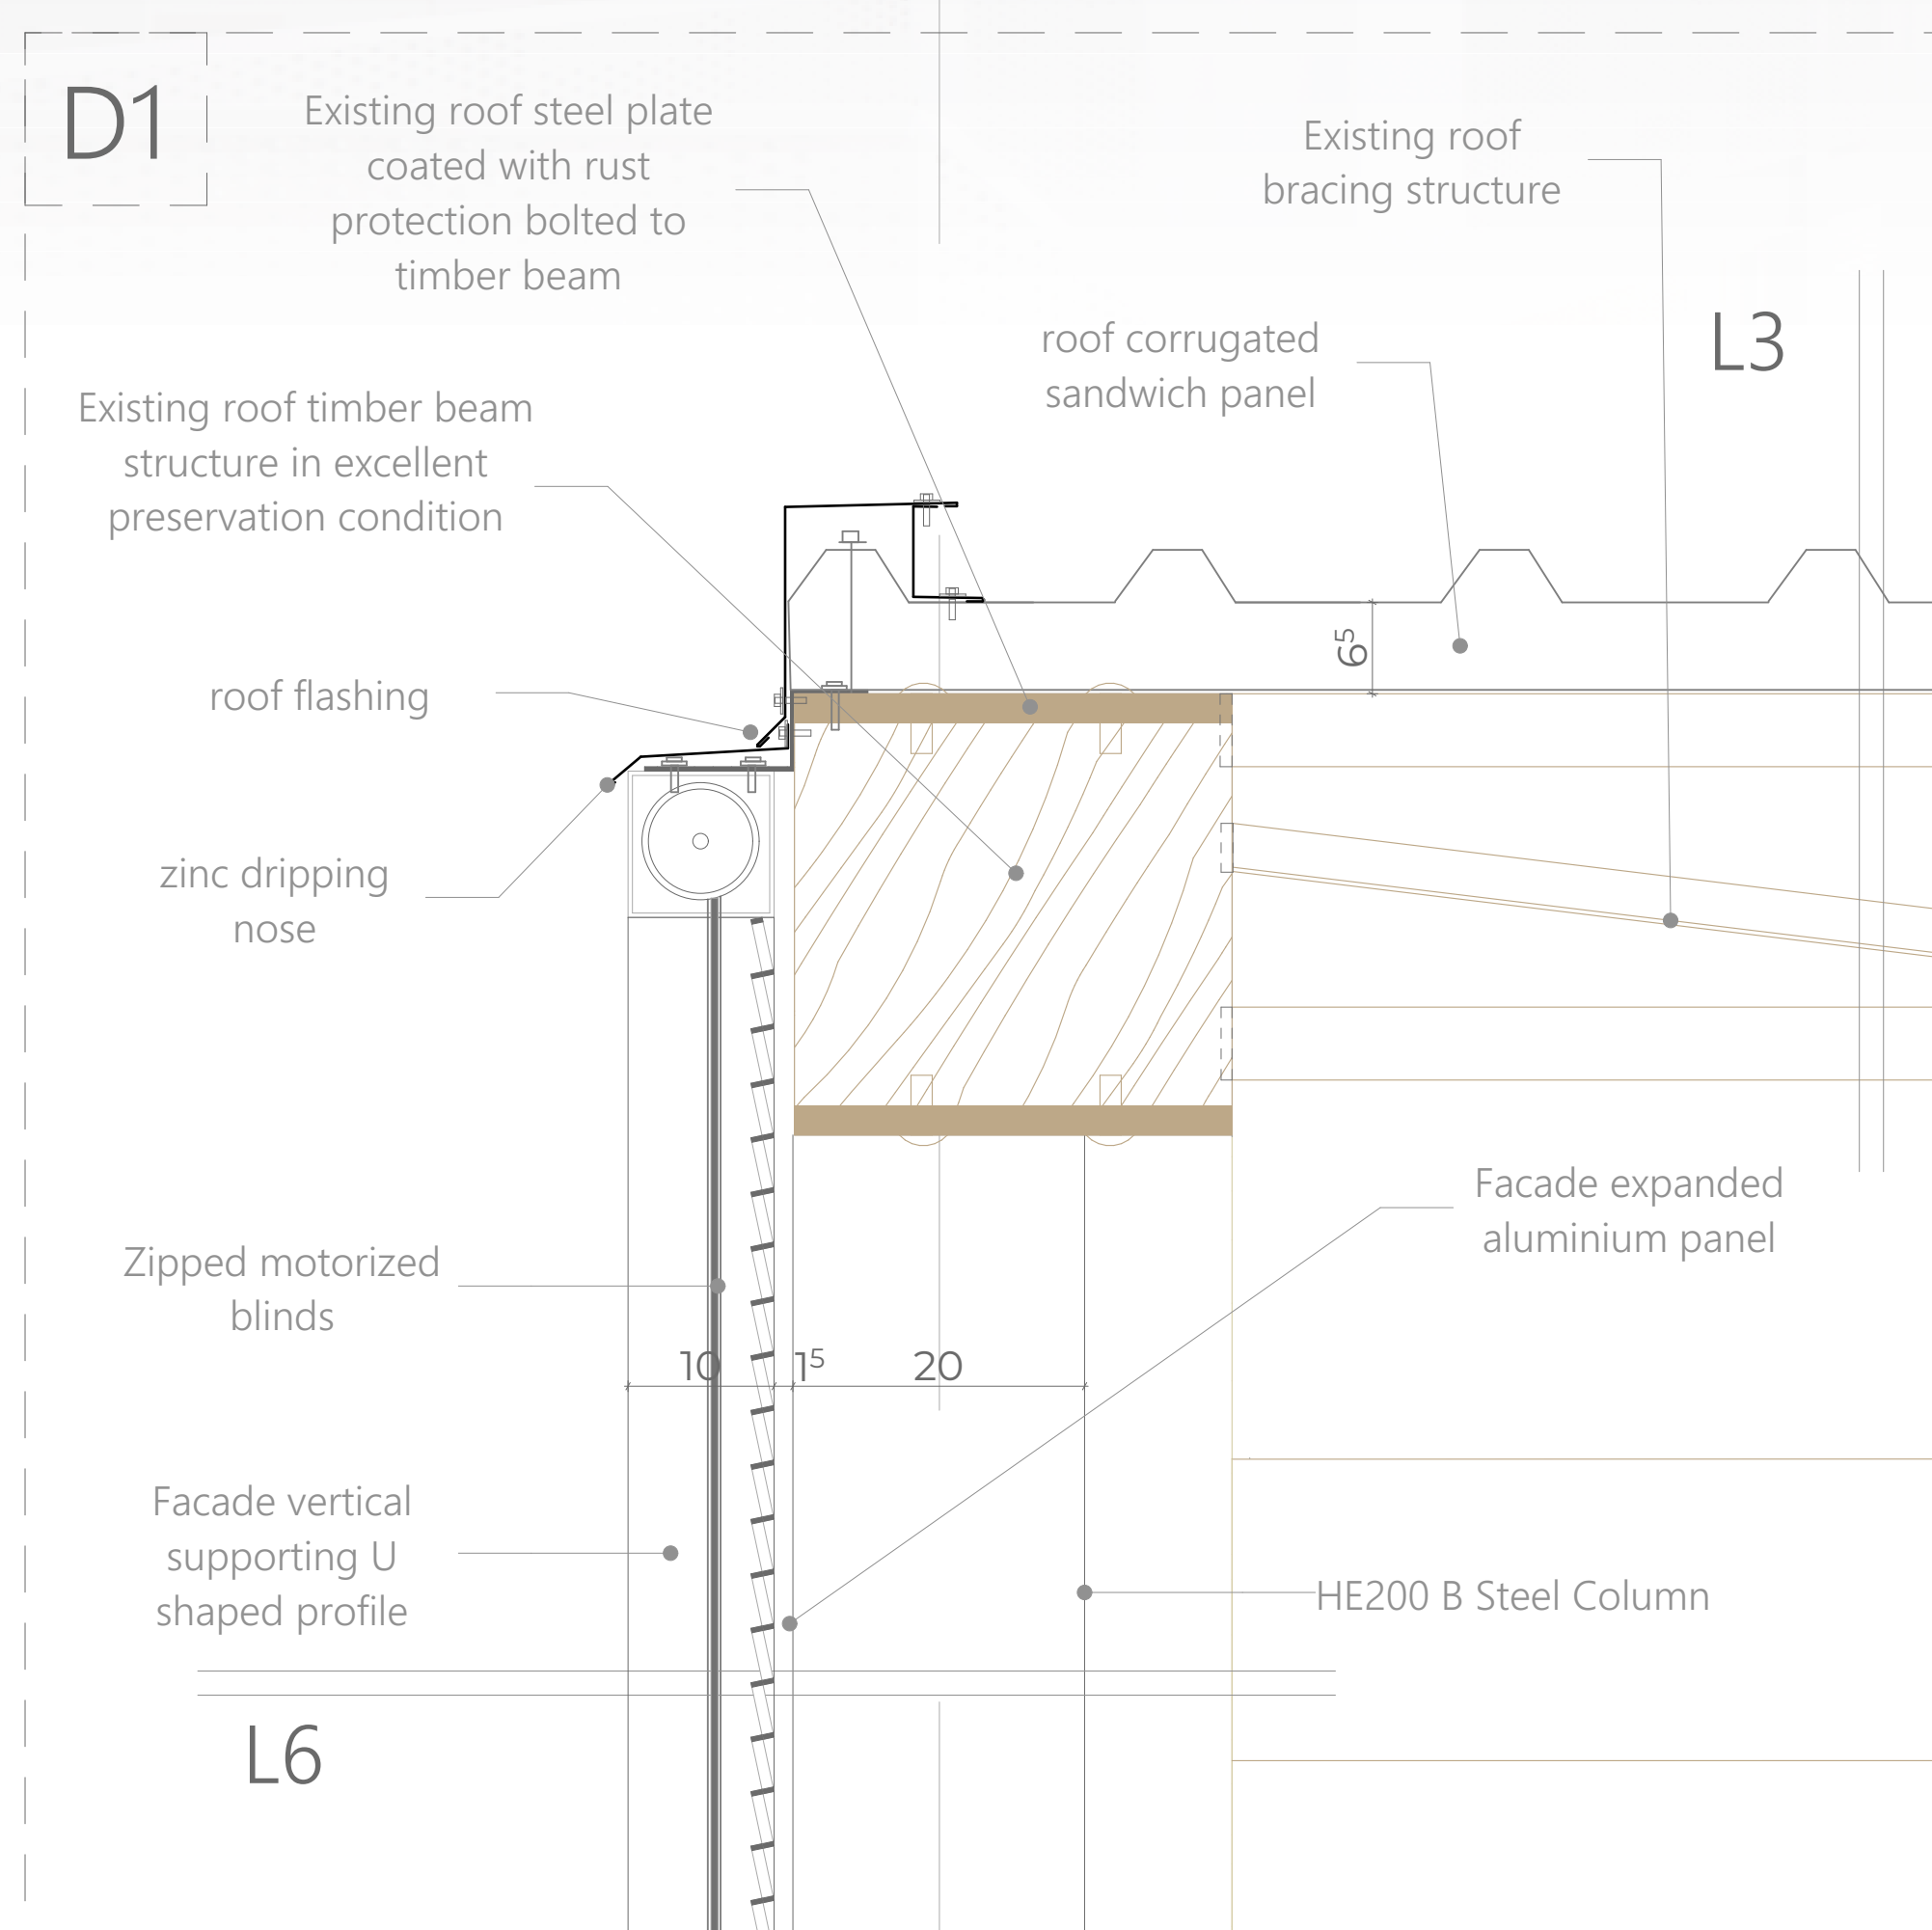 D1
Existing roof steel plate
coated with rust
protection bolted to
timber beam
Existing roof
bracing structure
L3
roof corrugated
sandwich panel
Existing roof timber beam
structure in excellent
preservation condition
6⁵
roof flashing
zinc dripping
nose
Facade expanded
aluminium panel
Zipped motorized
blinds
10 1⁵ 20
Facade vertical
supporting U
shaped profile
HE200 B Steel Column
L6